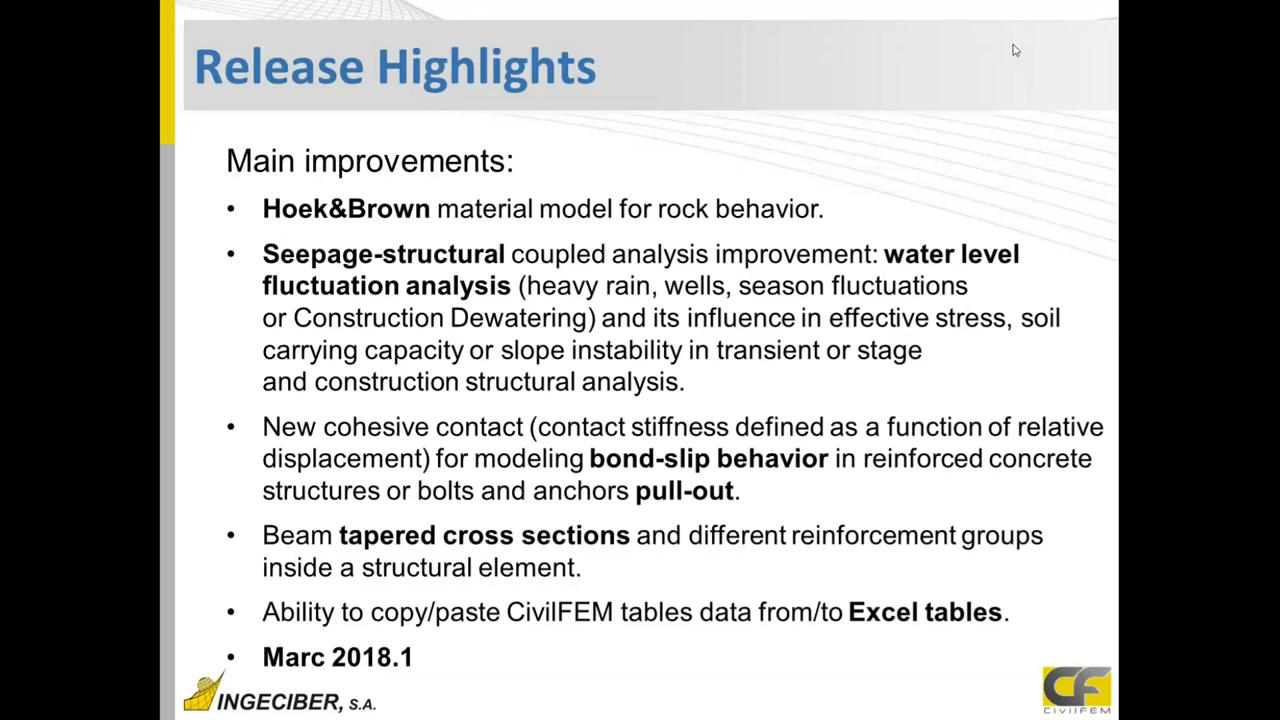 Release Highlights
Main improvements:
• Hoek&Brown material model for rock behavior.
• Seepage-structural coupled analysis improvement: water level
fluctuation analysis (heavy rain, wells, season fluctuations
or Construction Dewatering) and its influence in effective stress, soil
carrying capacity or slope instability in transient or stage
and construction structural analysis.
• New cohesive contact (contact stiffness defined as a function of relative
displacement) for modeling bond-slip behavior in reinforced concrete
structures or bolts and anchors pull-out.
• Beam tapered cross sections and different reinforcement groups
inside a structural element.
• Ability to copy/paste CivilFEM tables data from/to Excel tables.
• Marc 2018.1
INGECIBER, S.A.
CF
CivilFEM